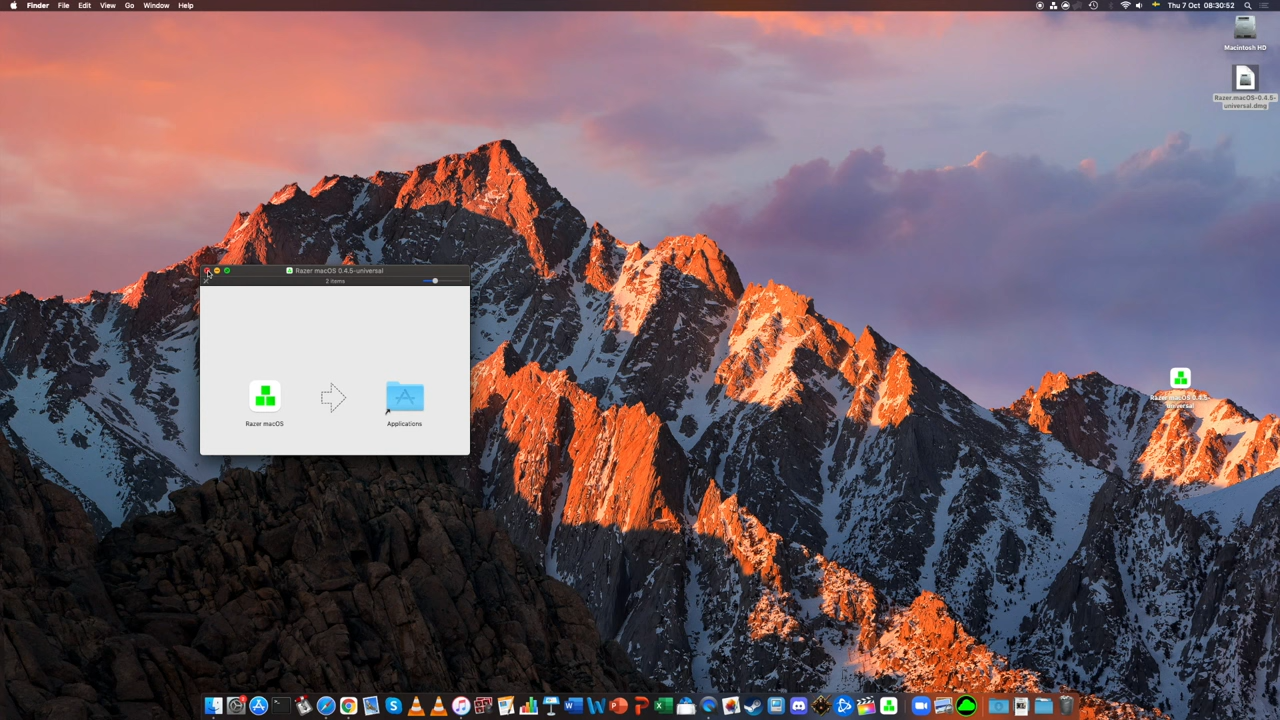 Finder File Edit View Go Window Help
Thu 7 Oct 08:30:52
Macintosh HD
Razer.macOS-0.4.5-
universal.dmg
Razer macOS 0.4.5-universal
2 items
Razer macOS
Applications
Razer macOS 0.4.5-
universal